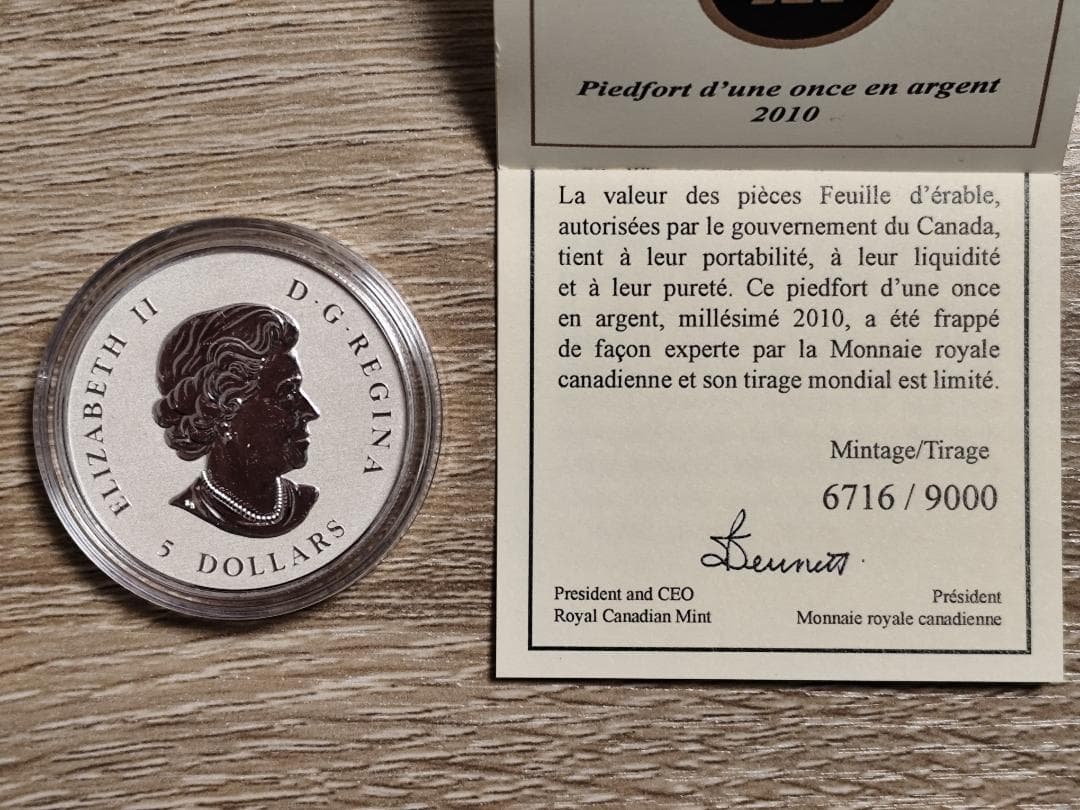 ELIZABETH II
D·G·REGINA
5 DOLLARS
Piedfort d'une once en argent
2010
La valeur des pièces Feuille d'érable,
autorisées par le gouvernement du Canada,
tient à leur portabilité, à leur liquidité
et à leur pureté. Ce piedfort d'une once
en argent, millésimé 2010, a été frappé
de façon experte par la Monnaie royale
canadienne et son tirage mondial est limité.
Mintage/Tirage
6716 / 9000
President and CEO
Royal Canadian Mint
Président
Monnaie royale canadienne